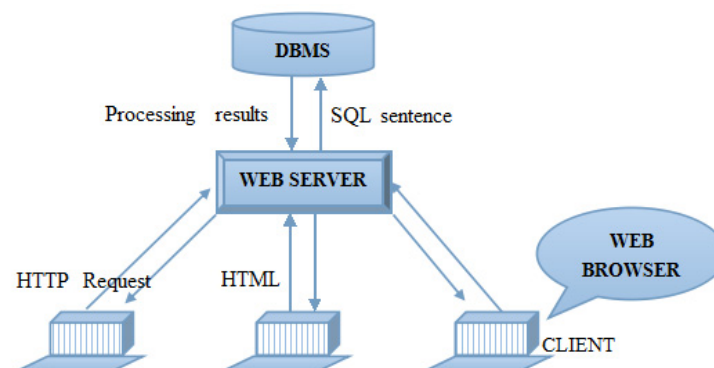 DBMS
Processing results
SQL sentence
WEB SERVER
WEB
BROWSER
HTTP Request
HTML
CLIENT